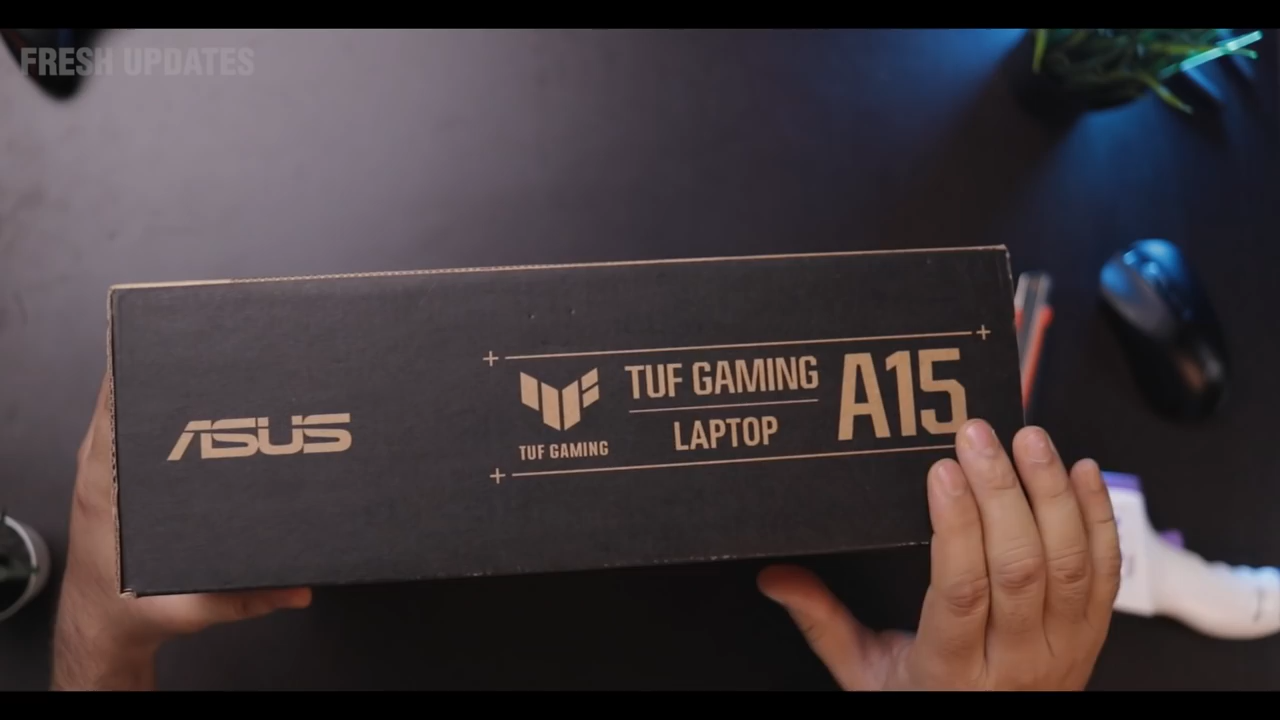 FRESH UPDATES
ASUS
TUF GAMING
TUF GAMING
LAPTOP
A15